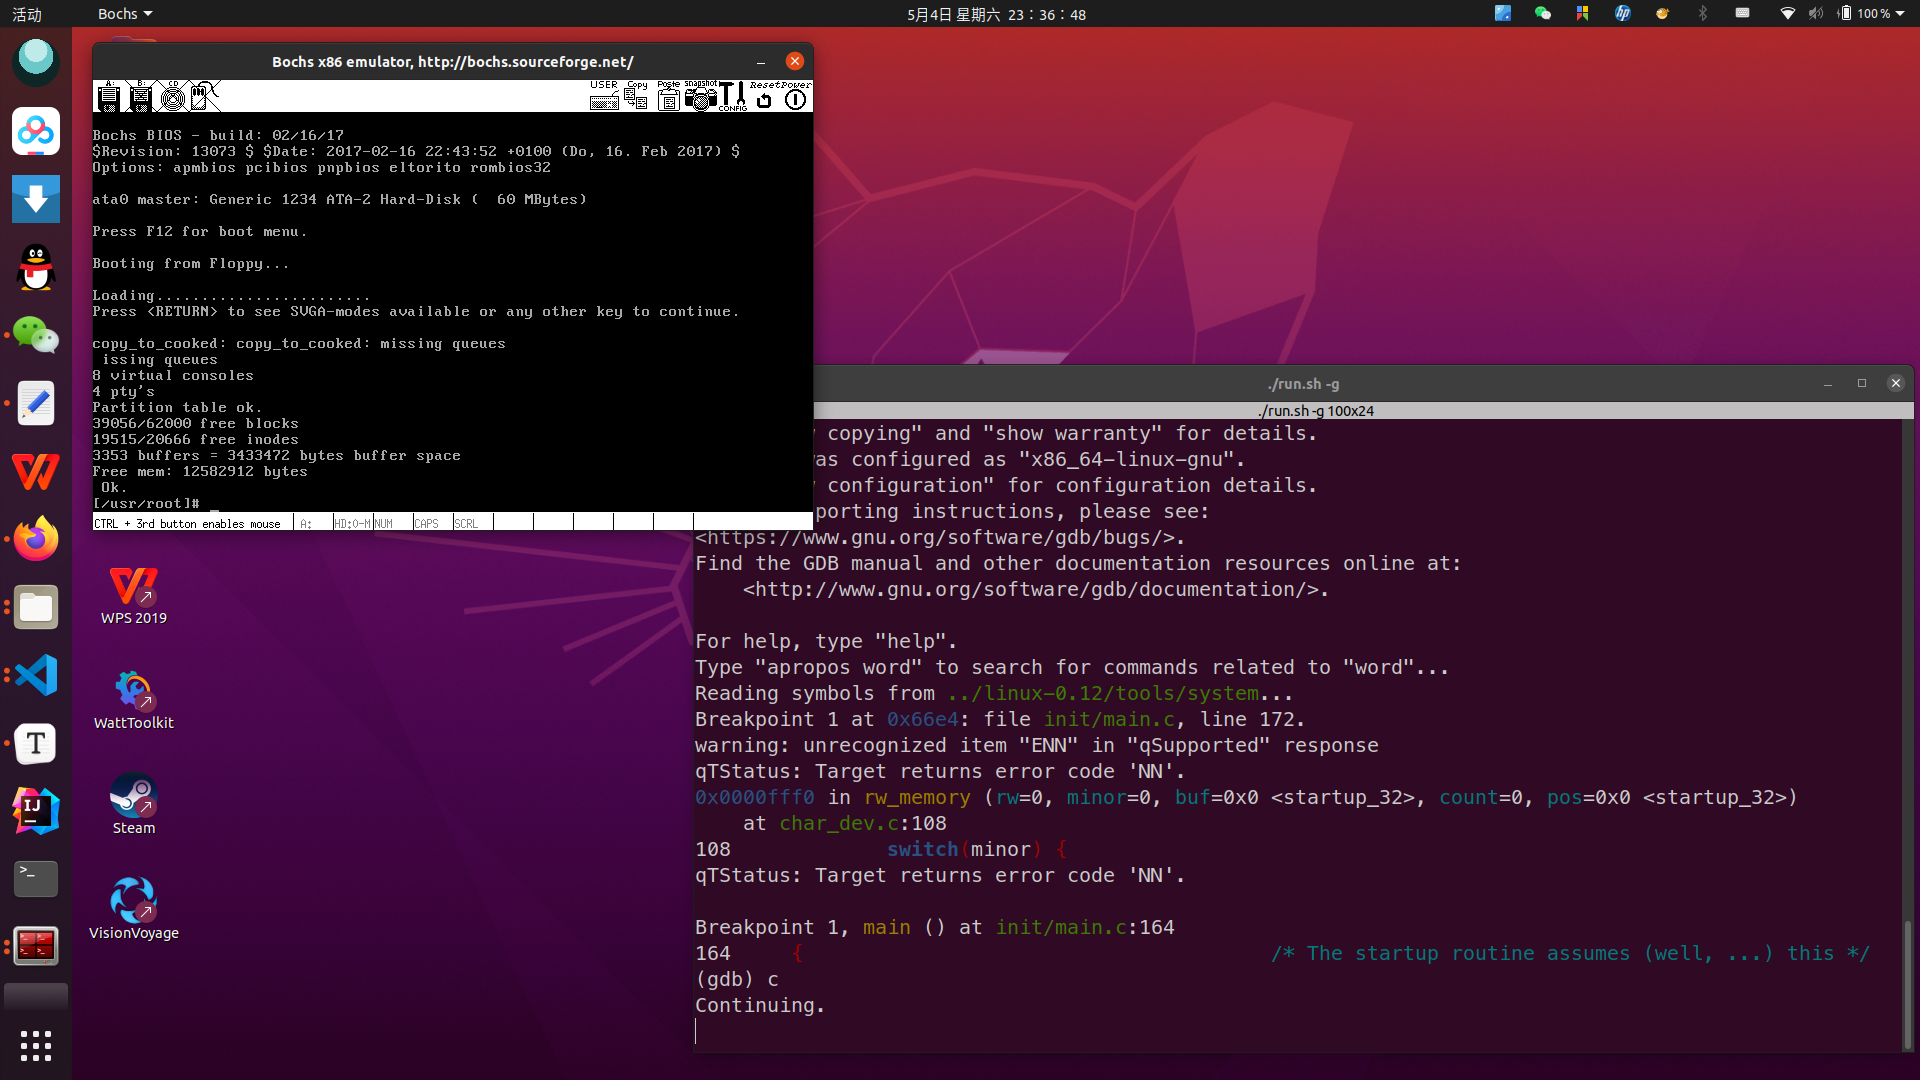 活动
Bochs
5月4日 星期六 23：36：48
100 %
Bochs x86 emulator, http://bochs.sourceforge.net/
A:
B:
CD
USER
Copy
Paste
snapshot
CONFIG
Reset
Power
Bochs BIOS - build: 02/16/17
$Revision: 13073 $ $Date: 2017-02-16 22:43:52 +0100 (Do, 16. Feb 2017) $
Options: apmbios pcibios pnpbios eltorito rombios32
ata0 master: Generic 1234 ATA-2 Hard-Disk (  60 MBytes)
Press F12 for boot menu.
Booting from Floppy...
Loading........................
Press <RETURN> to see SVGA-modes available or any other key to continue.
copy_to_cooked: copy_to_cooked: missing queues
issing queues
8 virtual consoles
4 pty's
Partition table ok.
39056/62000 free blocks
19515/20666 free inodes
3353 buffers = 3433472 bytes buffer space
Free mem: 12582912 bytes
Ok.
[/usr/root]# _
CTRL + 3rd button enables mouse
A:
HD:0-M
NUM
CAPS
SCRL
WPS 2019
WattToolkit
Steam
VisionVoyage
./run.sh -g
./run.sh -g 100x24
copying" and "show warranty" for details.
was configured as "x86_64-linux-gnu".
configuration" for configuration details.
porting instructions, please see:
<https://www.gnu.org/software/gdb/bugs/>.
Find the GDB manual and other documentation resources online at:
    <http://www.gnu.org/software/gdb/documentation/>.
For help, type "help".
Type "apropos word" to search for commands related to "word"...
Reading symbols from ../linux-0.12/tools/system...
Breakpoint 1 at 0x66e4: file init/main.c, line 172.
warning: unrecognized item "ENN" in "qSupported" response
qTStatus: Target returns error code 'NN'.
0x0000fff0 in rw_memory (rw=0, minor=0, buf=0x0 <startup_32>, count=0, pos=0x0 <startup_32>)
    at char_dev.c:108
108             switch(minor) {
qTStatus: Target returns error code 'NN'.
Breakpoint 1, main () at init/main.c:164
164     {                                       /* The startup routine assumes (well, ...) this */
(gdb) c
Continuing.